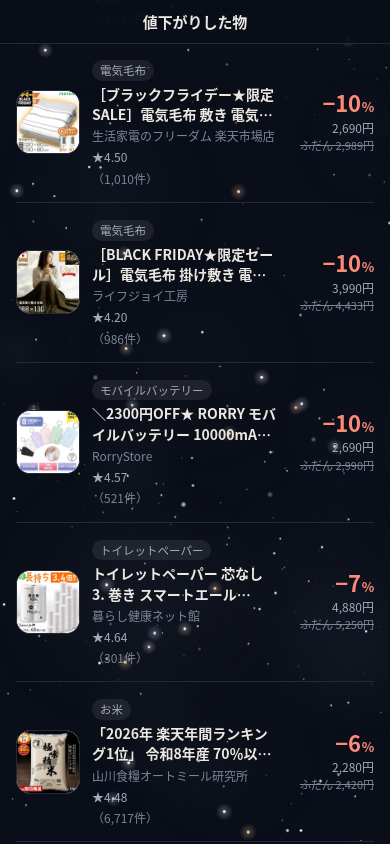 値下がりした物
電気毛布
［ブラックフライデー★限定
SALE］電気毛布 敷き 電気…
生活家電のフリーダム 楽天市場店
★4.50
（1,010件）
−10%
2,690円
ふだん 2,989円
電気毛布
［BLACK FRIDAY★限定セー
ル］電気毛布 掛け敷き 電…
ライフジョイ工房
★4.20
（986件）
−10%
3,990円
ふだん 4,433円
モバイルバッテリー
＼2300円OFF★ RORRY モバ
イルバッテリー 10000mA…
RorryStore
★4.57
（521件）
−10%
2,690円
ふだん 2,990円
トイレットペーパー
トイレットペーパー 芯なし
3. 巻き スマートエール…
暮らし健康ネット館
★4.64
（301件）
−7%
4,880円
ふだん 5,250円
お米
「2026年 楽天年間ランキン
グ1位」 令和8年産 70％以…
山川食糧オートミール研究所
★4.48
（6,717件）
−6%
2,280円
ふだん 2,420円